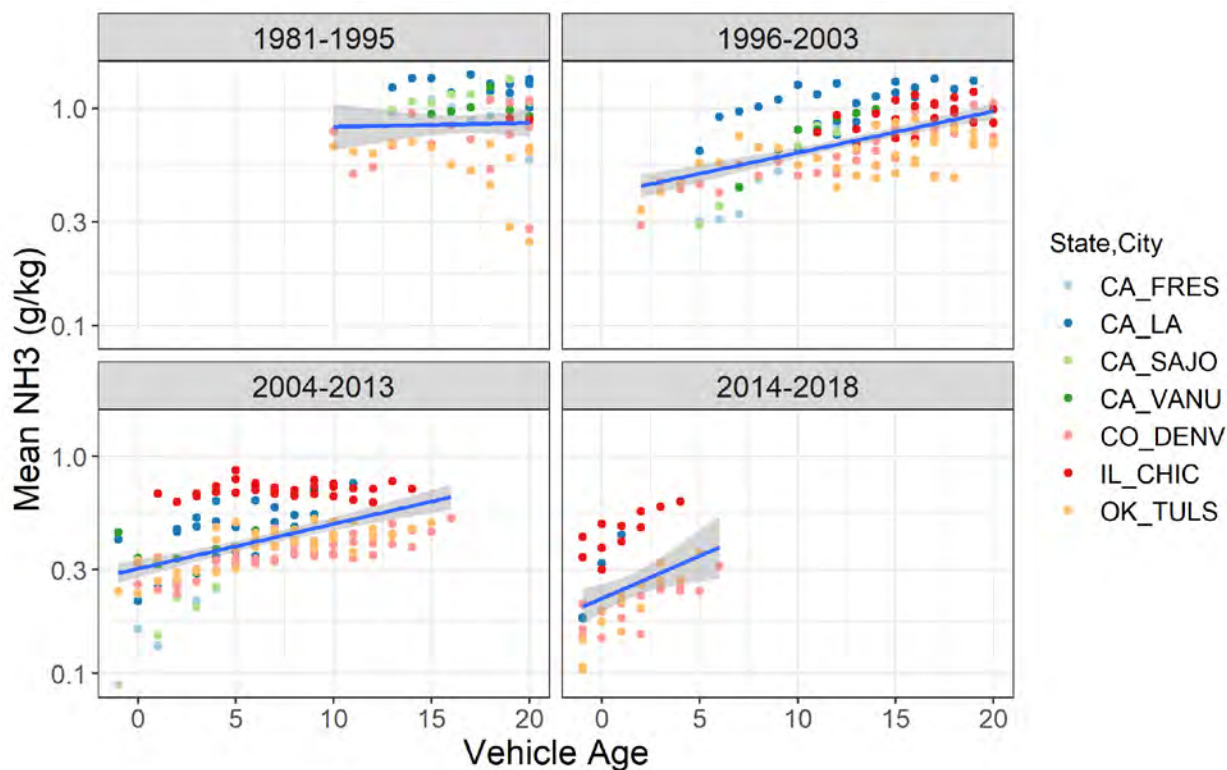 1981-1995
1996-2003
1.0
0.3
0.1
2004-2013
2014-2018
1.0
0.3
0.1
0
5
10
15
20
0
5
10
15
20
Mean NH3 (g/kg)
Vehicle Age
State,City
CA_FRES
CA_LA
CA_SAJO
CA_VANU
CO_DENV
IL_CHIC
OK_TULS